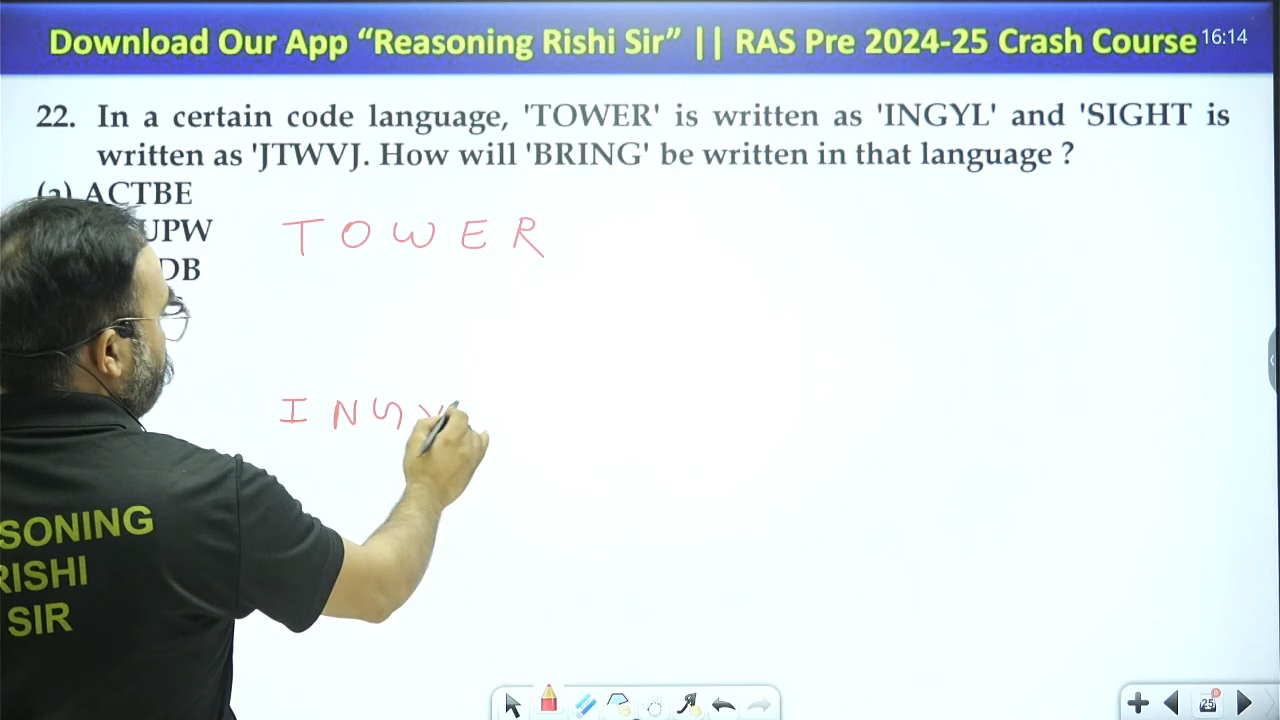 Download Our App “Reasoning Rishi Sir” || RAS Pre 2024-25 Crash Course 16:14
22. In a certain code language, 'TOWER' is written as 'INGYL' and 'SIGHT is
written as 'JTWVJ. How will 'BRING' be written in that language ?
(a) ACTBE
UPW
DB
T O W E R
I N G Y
SONING
RISHI
SIR
25